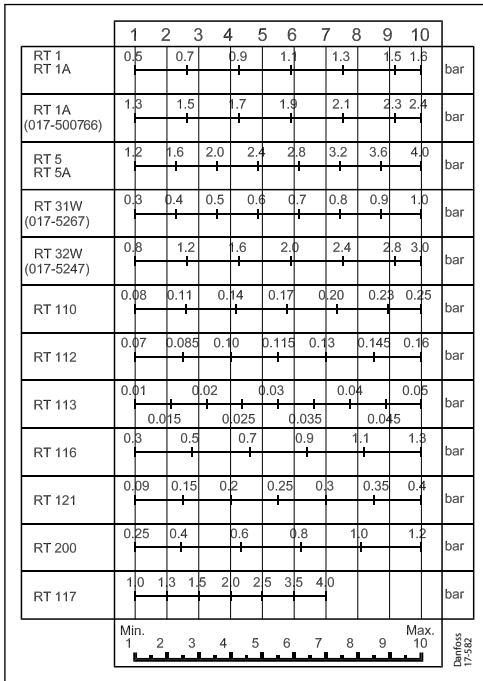 1 2 3 4 5 6 7 8 9 10
RT 1
RT 1A
0.5 0.7 0.9 1.1 1.3 1.5 1.6
bar
RT 1A
(017-500766)
1.3 1.5 1.7 1.9 2.1 2.3 2.4
bar
RT 5
RT 5A
1.2 1.6 2.0 2.4 2.8 3.2 3.6 4.0
bar
RT 31W
(017-5267)
0.3 0.4 0.5 0.6 0.7 0.8 0.9 1.0
bar
RT 32W
(017-5247)
0.8 1.2 1.6 2.0 2.4 2.8 3.0
bar
RT 110
0.08 0.11 0.14 0.17 0.20 0.23 0.25
bar
RT 112
0.07 0.085 0.10 0.115 0.13 0.145 0.16
bar
RT 113
0.01 0.02 0.03 0.04 0.05
0.015 0.025 0.035 0.045
bar
RT 116
0.3 0.5 0.7 0.9 1.1 1.3
bar
RT 121
0.09 0.15 0.2 0.25 0.3 0.35 0.4
bar
RT 200
0.25 0.4 0.6 0.8 1.0 1.2
bar
RT 117
1.0 1.3 1.5 2.0 2.5 3.5 4.0
bar
Min. Max.
1 2 3 4 5 6 7 8 9 10
Danfoss
17-582